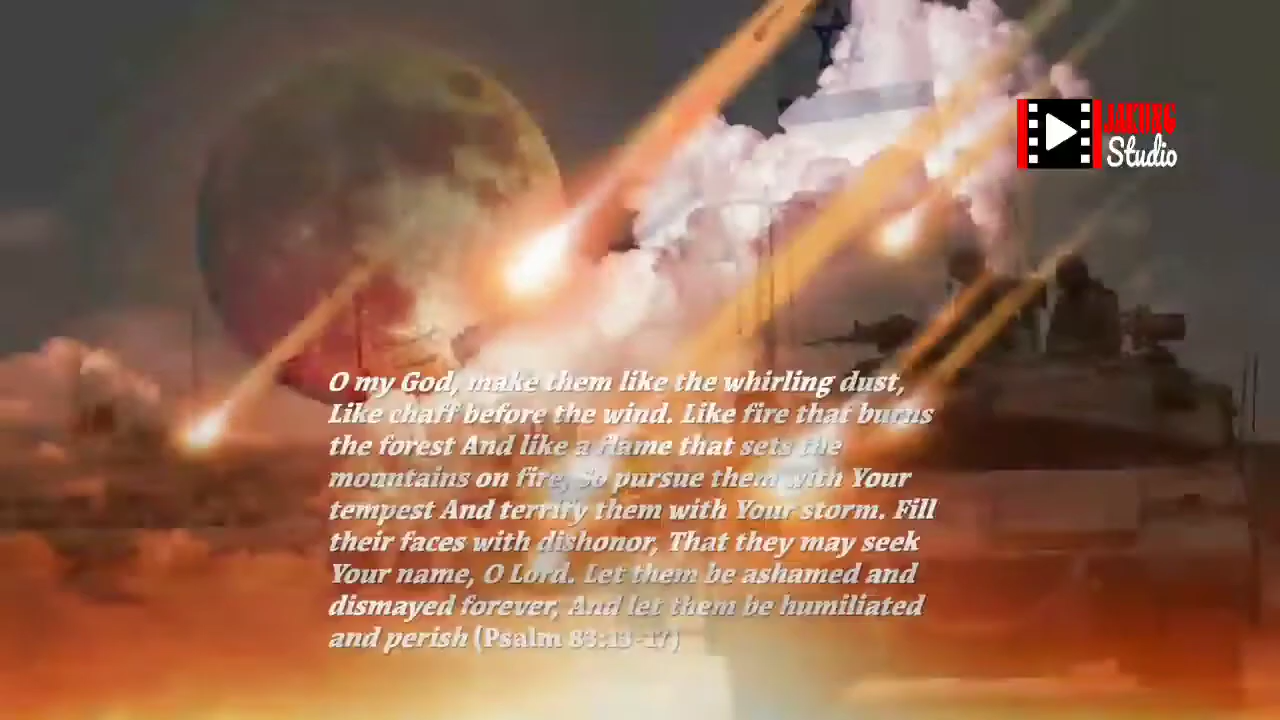 JAKUNG
Studio
O my God, make them like the whirling dust,
Like chaff before the wind. Like fire that burns
the forest And like a flame that sets the
mountains on fire, So pursue them with Your
tempest And terrify them with Your storm. Fill
their faces with dishonor, That they may seek
Your name, O Lord. Let them be ashamed and
dismayed forever, And let them be humiliated
and perish (Psalm 83:13-17)